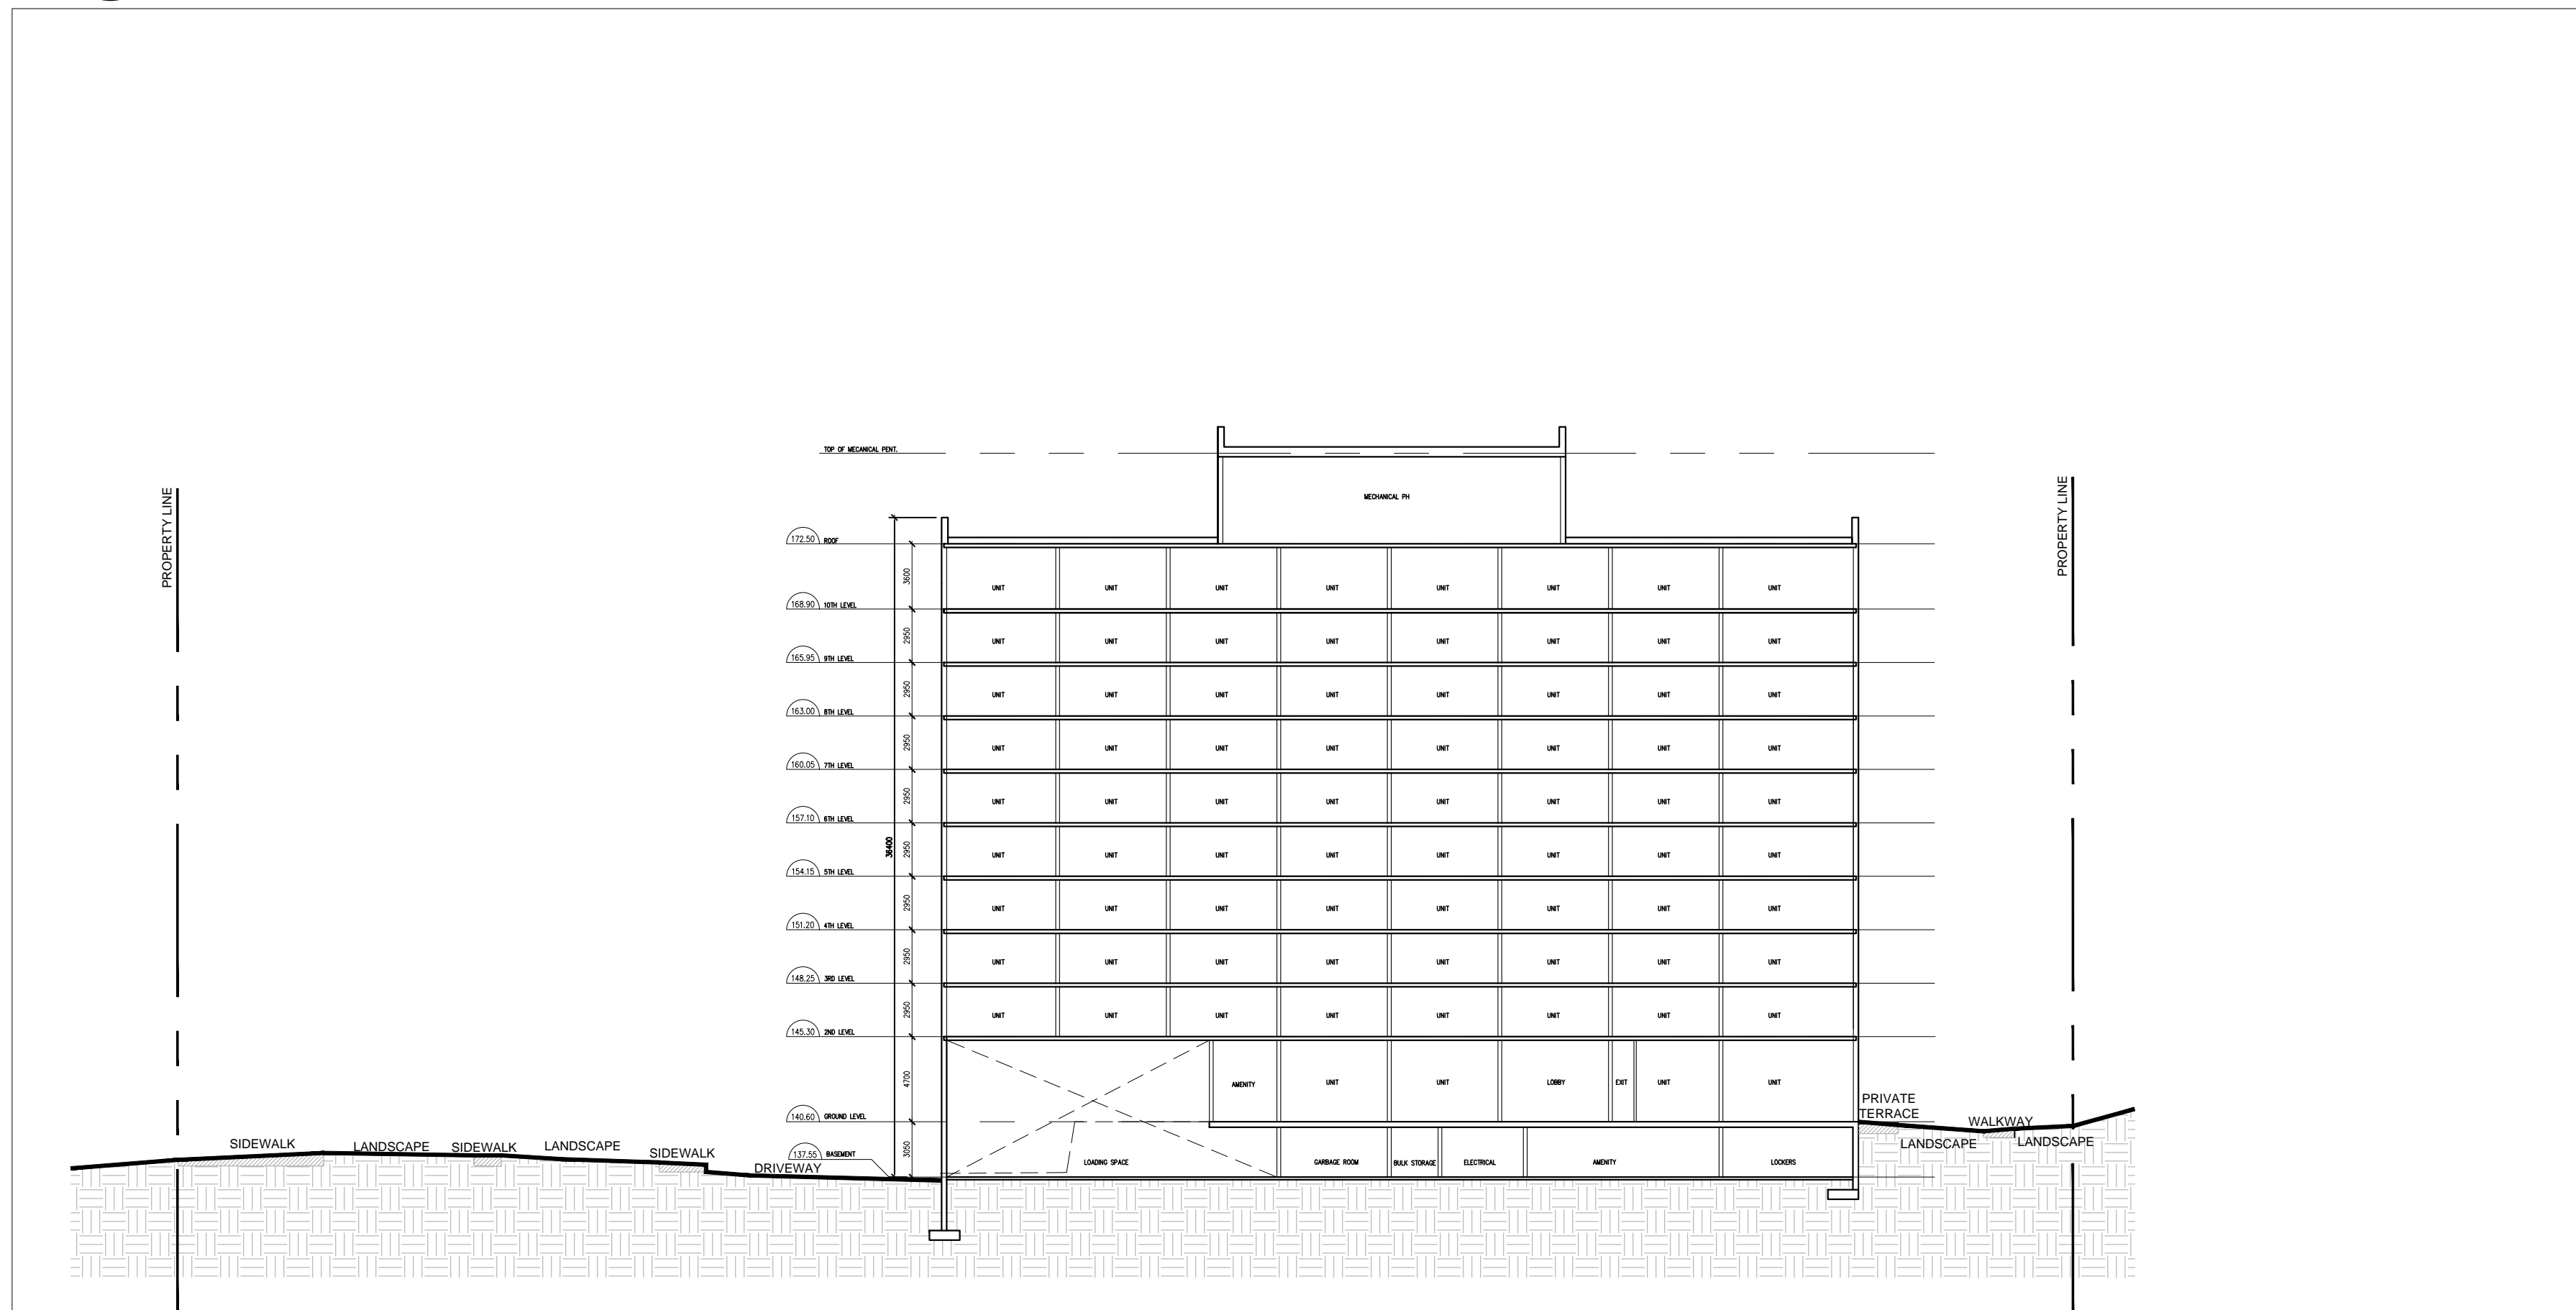 TOP OF MECANICAL PENT.
MECHANICAL PH
PROPERTY LINE
PROPERTY LINE
172.50 ROOF
3600
UNIT UNIT UNIT UNIT UNIT UNIT UNIT UNIT
168.90 10TH LEVEL
2950
UNIT UNIT UNIT UNIT UNIT UNIT UNIT UNIT
165.95 9TH LEVEL
2950
UNIT UNIT UNIT UNIT UNIT UNIT UNIT UNIT
163.00 8TH LEVEL
2950
UNIT UNIT UNIT UNIT UNIT UNIT UNIT UNIT
160.05 7TH LEVEL
2950
UNIT UNIT UNIT UNIT UNIT UNIT UNIT UNIT
157.10 6TH LEVEL
36400
2950
UNIT UNIT UNIT UNIT UNIT UNIT UNIT UNIT
154.15 5TH LEVEL
2950
UNIT UNIT UNIT UNIT UNIT UNIT UNIT UNIT
151.20 4TH LEVEL
2950
UNIT UNIT UNIT UNIT UNIT UNIT UNIT UNIT
148.25 3RD LEVEL
2950
UNIT UNIT UNIT UNIT UNIT UNIT UNIT UNIT
145.30 2ND LEVEL
4700
AMENITY UNIT UNIT LOBBY EXIT UNIT UNIT
140.60 GROUND LEVEL
3050
137.55 BASEMENT
LOADING SPACE GARBAGE ROOM BULK STORAGE ELECTRICAL AMENITY LOCKERS
SIDEWALK LANDSCAPE SIDEWALK LANDSCAPE SIDEWALK DRIVEWAY
PRIVATE
TERRACE
WALKWAY
LANDSCAPE LANDSCAPE